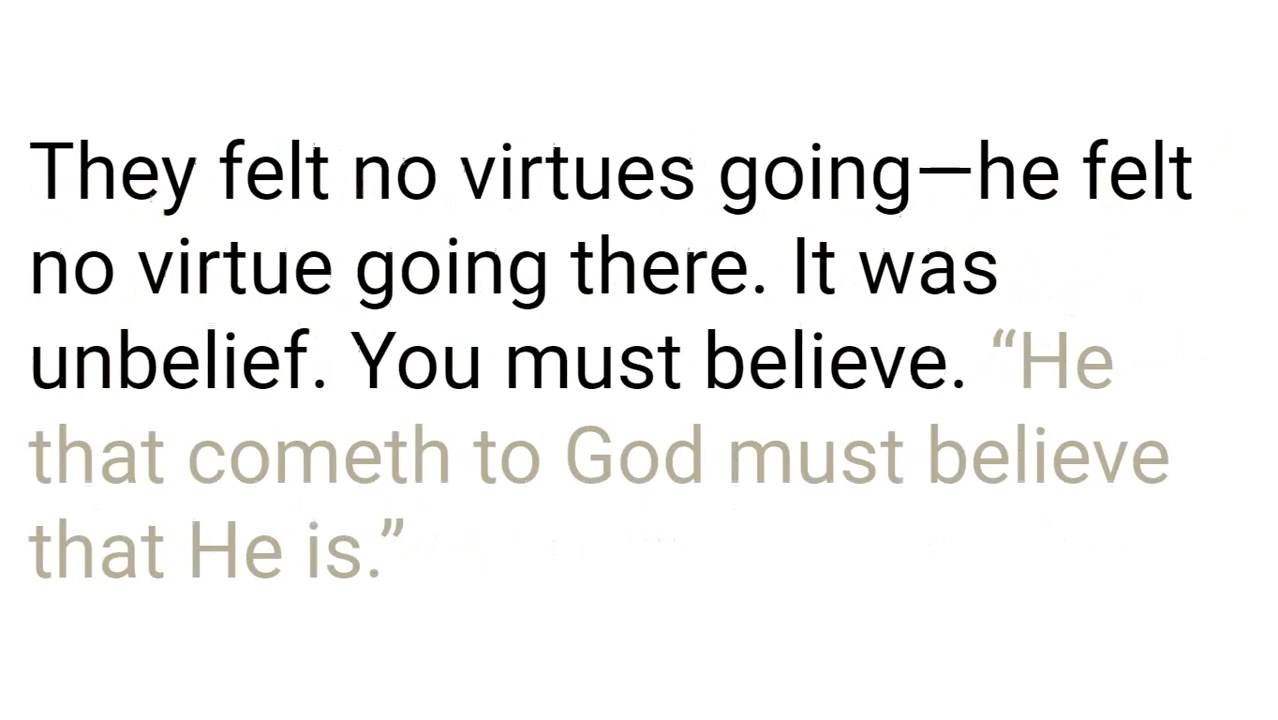 They felt no virtues going—he felt
no virtue going there. It was
unbelief. You must believe. “He
that cometh to God must believe
that He is.”